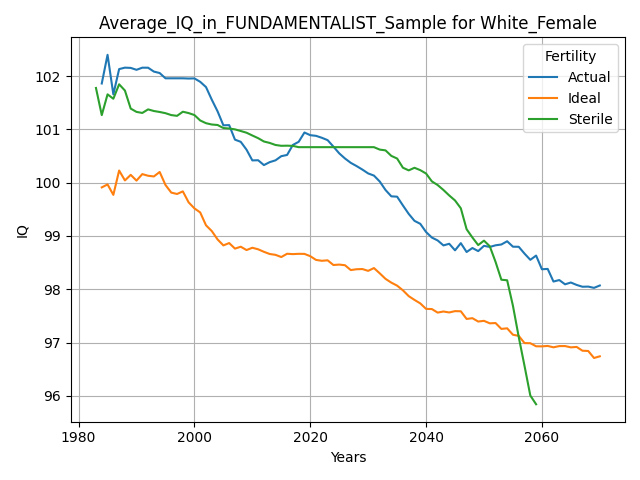 Average_IQ_in_FUNDAMENTALIST_Sample for White_Female
Fertility
Actual
Ideal
Sterile
IQ
102
101
100
99
98
97
96
1980
2000
2020
2040
2060
Years